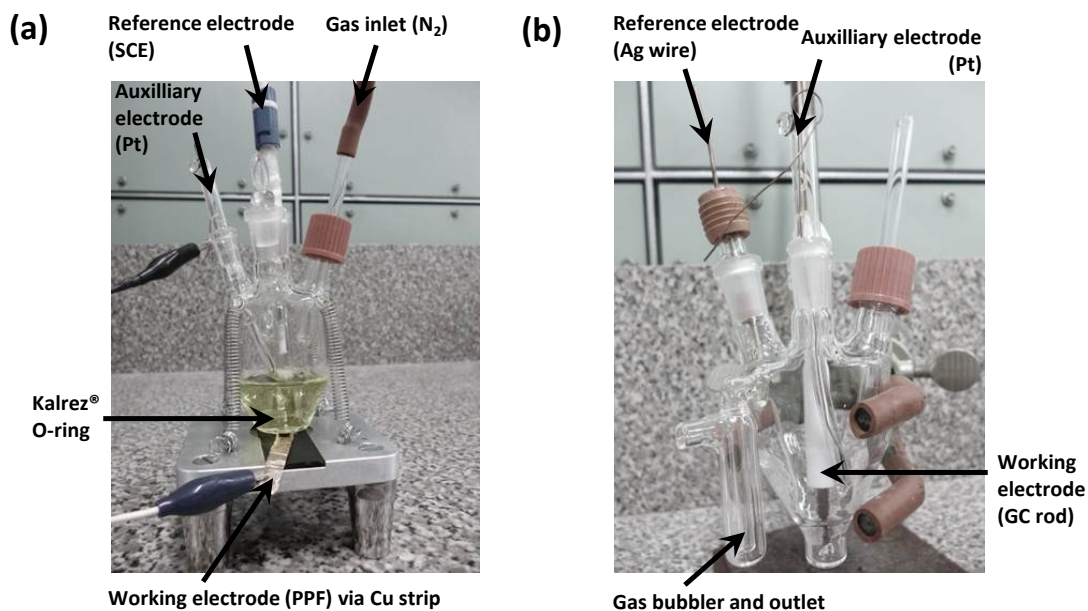 (a)
Reference electrode
(SCE)
Gas inlet (N₂)
Auxilliary
electrode
(Pt)
Kalrez®
O-ring
Working electrode (PPF) via Cu strip
(b)
Reference electrode
(Ag wire)
Auxilliary electrode
(Pt)
Working
electrode
(GC rod)
Gas bubbler and outlet